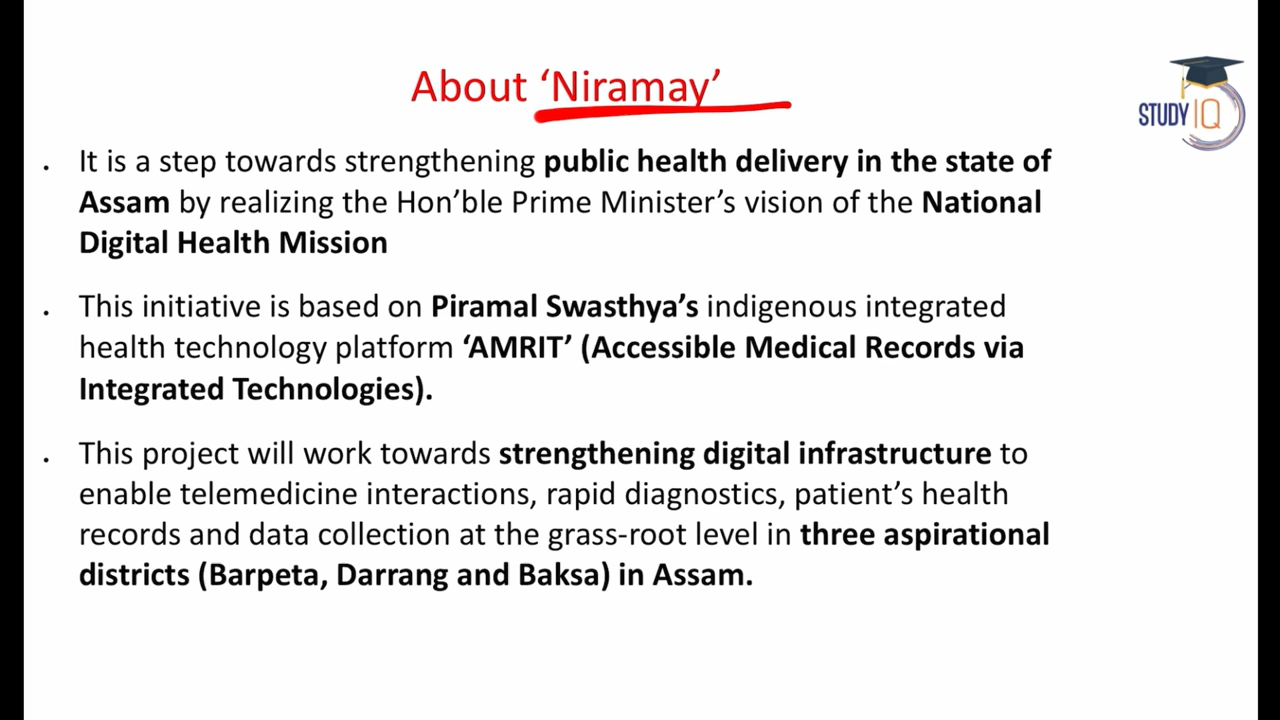 About ‘Niramay’
STUDY IQ
. It is a step towards strengthening public health delivery in the state of
Assam by realizing the Hon’ble Prime Minister’s vision of the National
Digital Health Mission
. This initiative is based on Piramal Swasthya’s indigenous integrated
health technology platform ‘AMRIT’ (Accessible Medical Records via
Integrated Technologies).
. This project will work towards strengthening digital infrastructure to
enable telemedicine interactions, rapid diagnostics, patient’s health
records and data collection at the grass-root level in three aspirational
districts (Barpeta, Darrang and Baksa) in Assam.